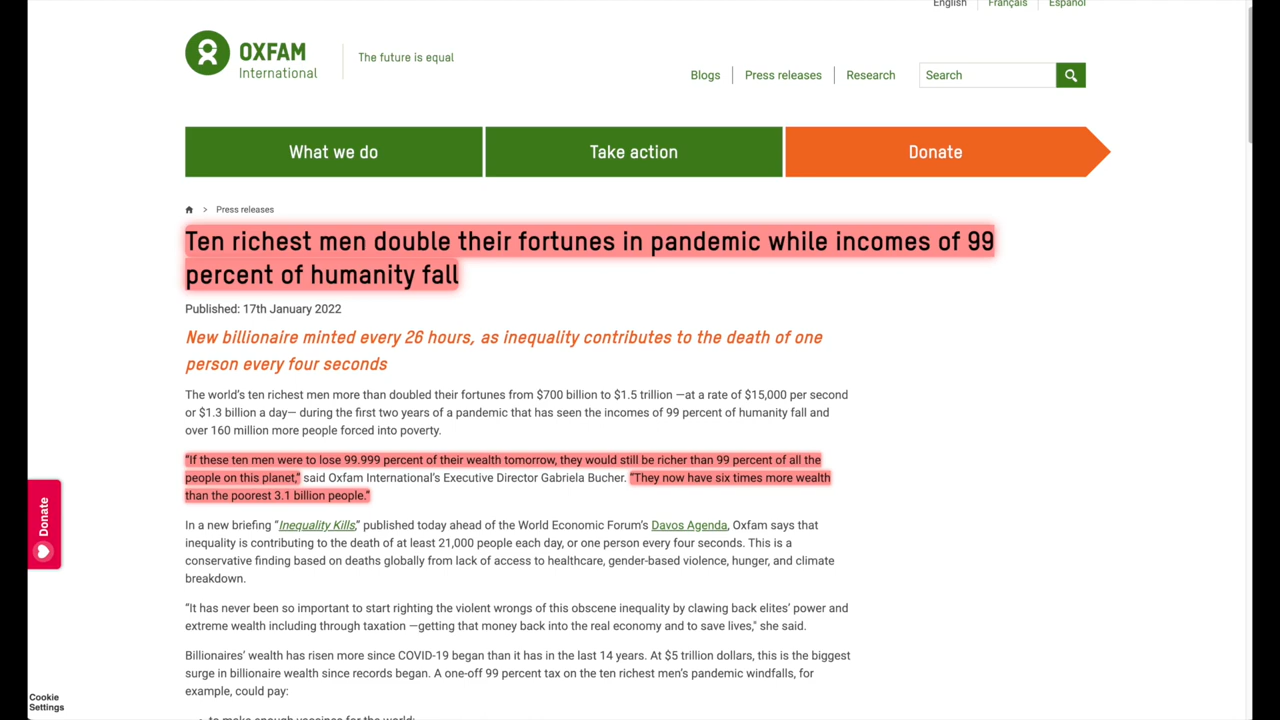 English
Français
Español
OXFAM
International
The future is equal
Blogs
Press releases
Research
Search
What we do
Take action
Donate
> Press releases
Ten richest men double their fortunes in pandemic while incomes of 99
percent of humanity fall
Published: 17th January 2022
New billionaire minted every 26 hours, as inequality contributes to the death of one
person every four seconds
The world's ten richest men more than doubled their fortunes from $700 billion to $1.5 trillion —at a rate of $15,000 per second
or $1.3 billion a day— during the first two years of a pandemic that has seen the incomes of 99 percent of humanity fall and
over 160 million more people forced into poverty.
“If these ten men were to lose 99.999 percent of their wealth tomorrow, they would still be richer than 99 percent of all the
people on this planet,” said Oxfam International’s Executive Director Gabriela Bucher. “They now have six times more wealth
than the poorest 3.1 billion people.”
In a new briefing “Inequality Kills,” published today ahead of the World Economic Forum’s Davos Agenda, Oxfam says that
inequality is contributing to the death of at least 21,000 people each day, or one person every four seconds. This is a
conservative finding based on deaths globally from lack of access to healthcare, gender-based violence, hunger, and climate
breakdown.
“It has never been so important to start righting the violent wrongs of this obscene inequality by clawing back elites’ power and
extreme wealth including through taxation —getting that money back into the real economy and to save lives," she said.
Billionaires’ wealth has risen more since COVID-19 began than it has in the last 14 years. At $5 trillion dollars, this is the biggest
surge in billionaire wealth since records began. A one-off 99 percent tax on the ten richest men’s pandemic windfalls, for
example, could pay:
to make enough vaccines for the world;
Donate
Cookie
Settings